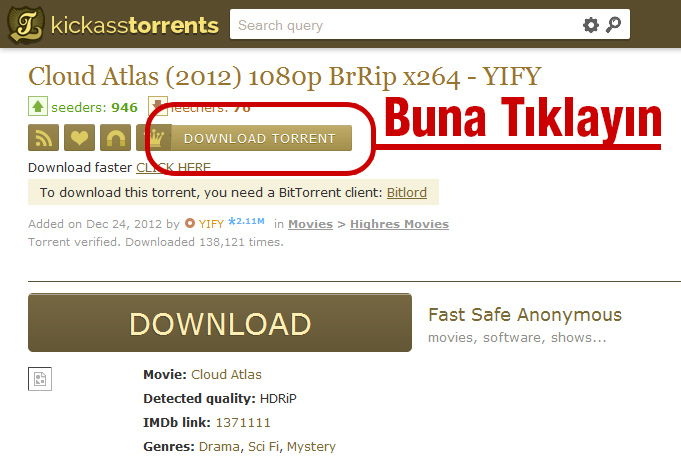 kickasstorrents
Search query
Cloud Atlas (2012) 1080p BrRip x264 - YIFY
seeders: 946 leechers: 76
DOWNLOAD TORRENT
Buna Tıklayın
Download faster CLICK HERE
To download this torrent, you need a BitTorrent client: Bitlord
Added on Dec 24, 2012 by YIFY *2.11M in Movies > Highres Movies
Torrent verified. Downloaded 138,121 times.
DOWNLOAD
Fast Safe Anonymous
movies, software, shows...
Movie: Cloud Atlas
Detected quality: HDRiP
IMDb link: 1371111
Genres: Drama, Sci Fi, Mystery